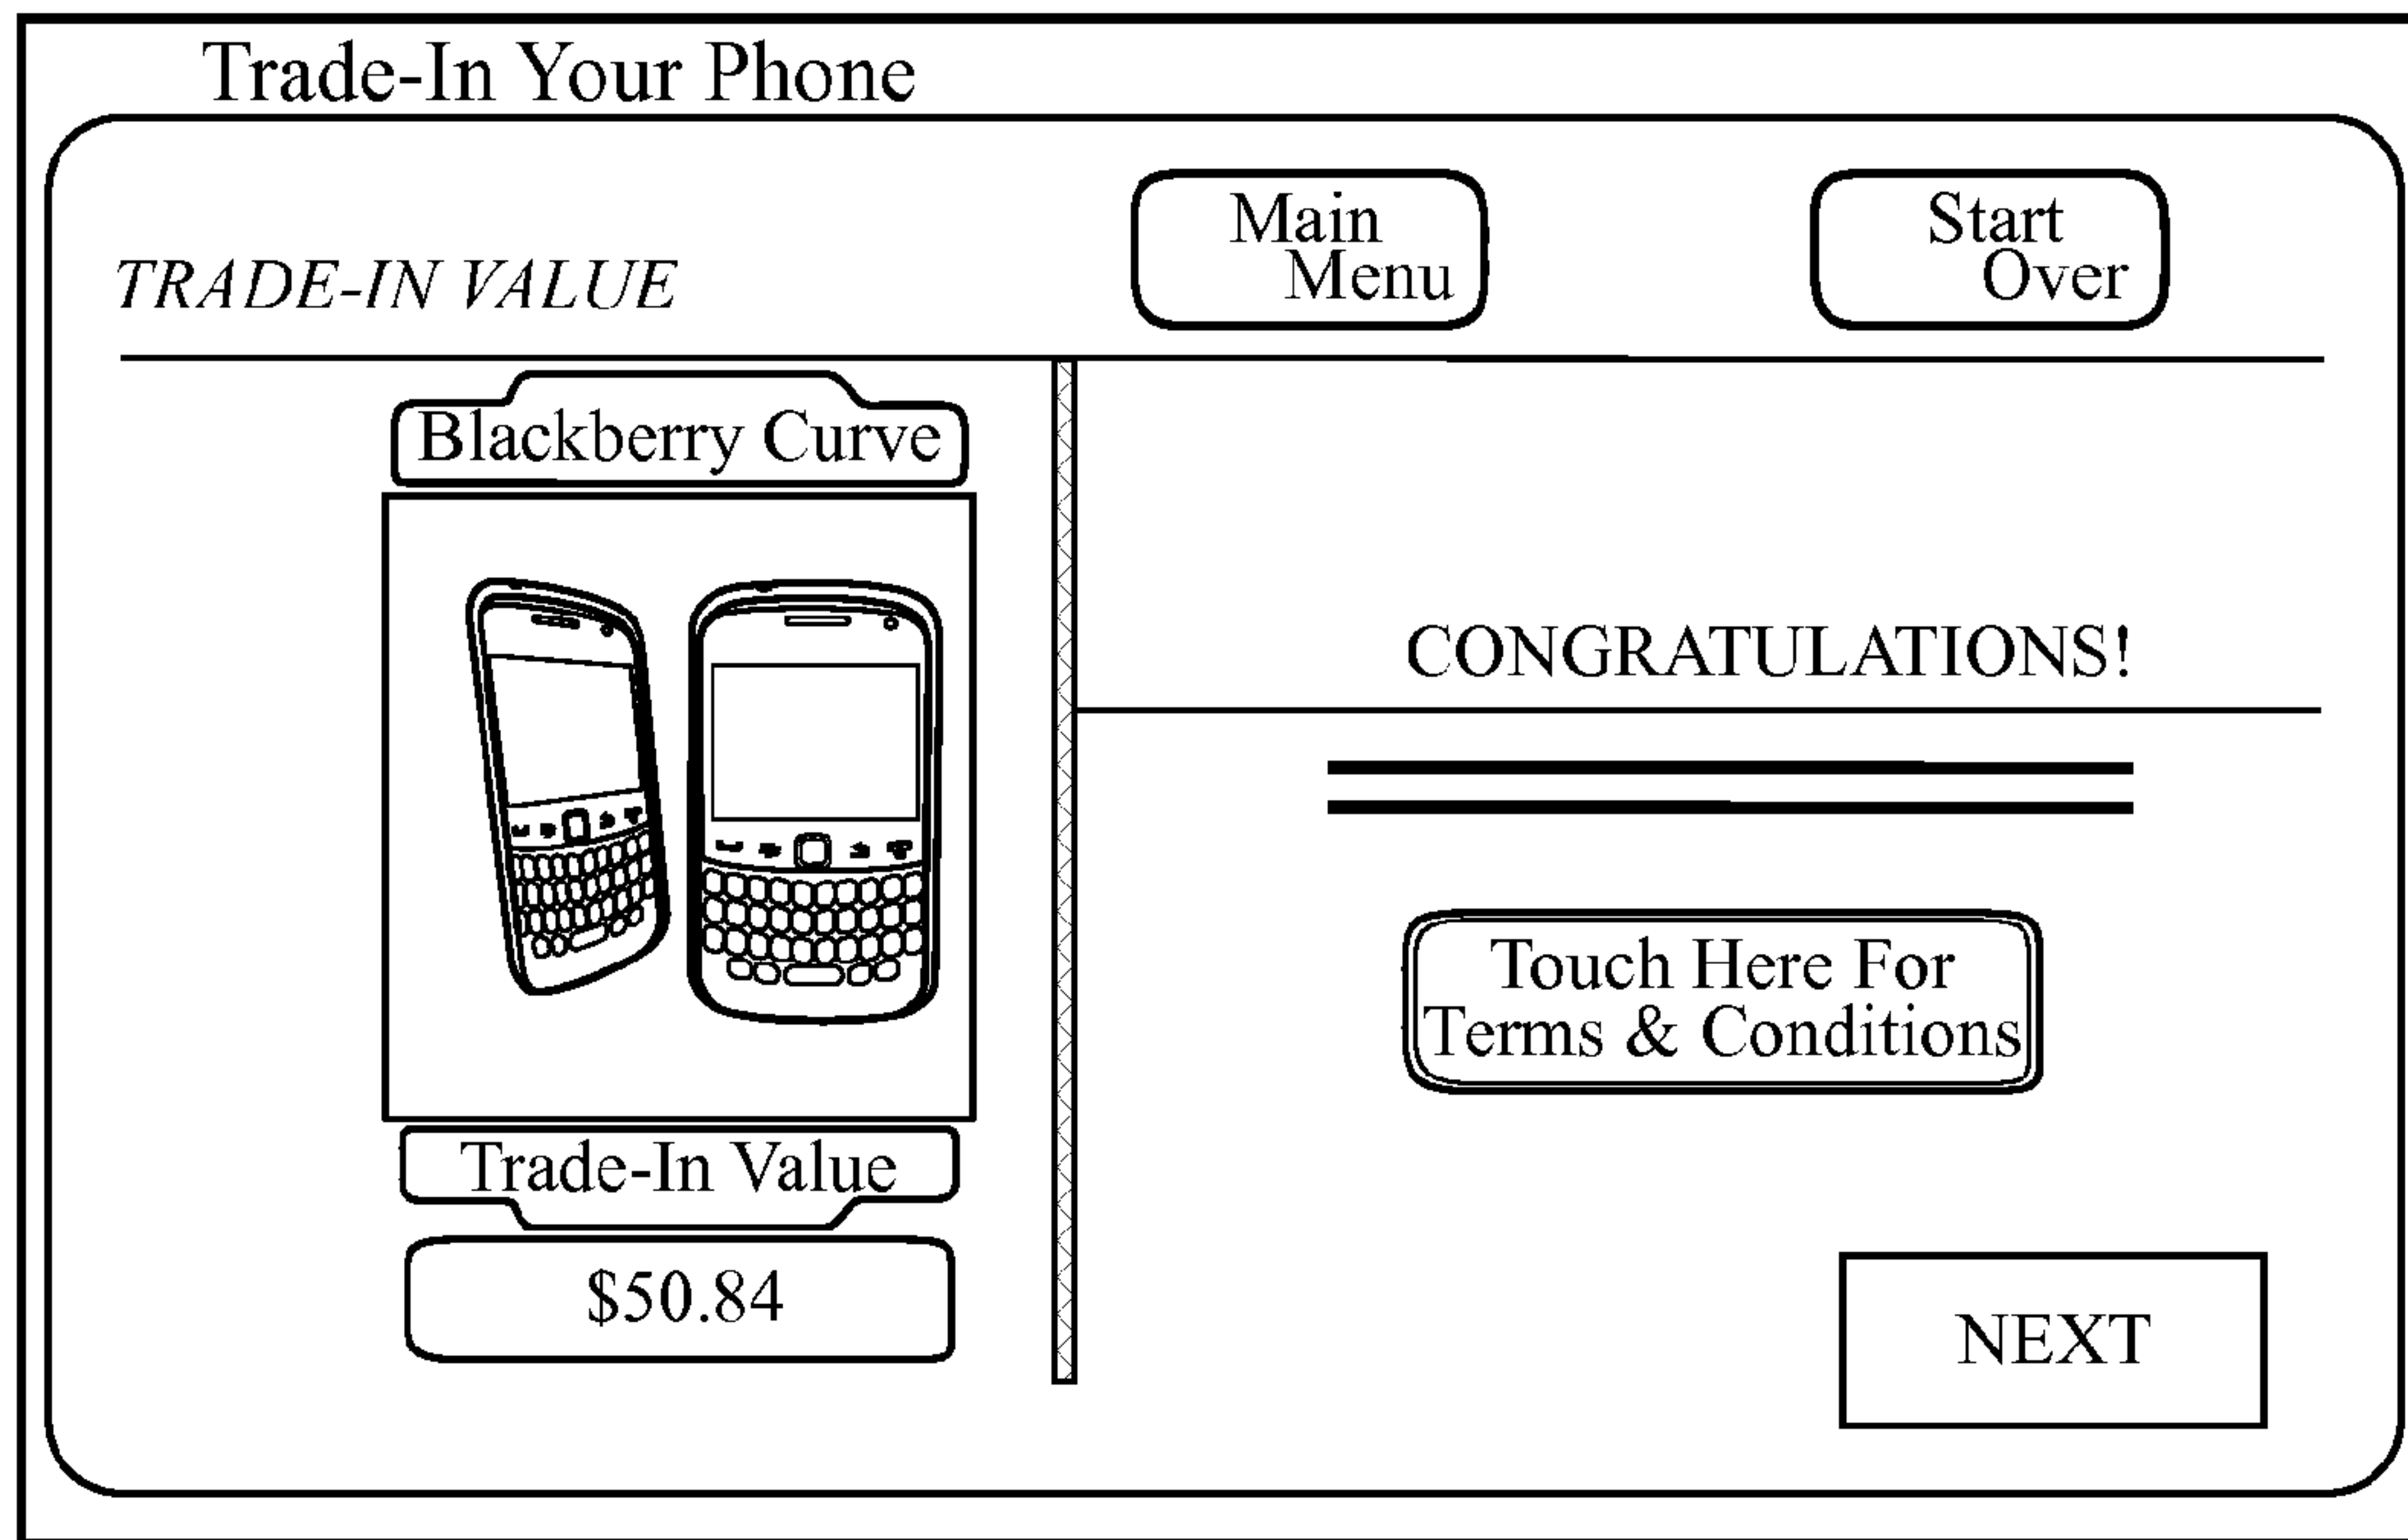 Trade-In Your Phone
TRADE-IN VALUE
Main
Menu
Start
Over
Blackberry Curve
Trade-In Value
$50.84
CONGRATULATIONS!
Touch Here For
Terms & Conditions
NEXT